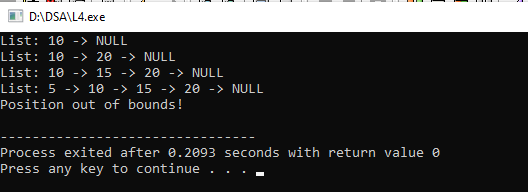 D:\DSA\L4.exe
List: 10 -> NULL
List: 10 -> 20 -> NULL
List: 10 -> 15 -> 20 -> NULL
List: 5 -> 10 -> 15 -> 20 -> NULL
Position out of bounds!
--------------------------------
Process exited after 0.2093 seconds with return value 0
Press any key to continue . . .